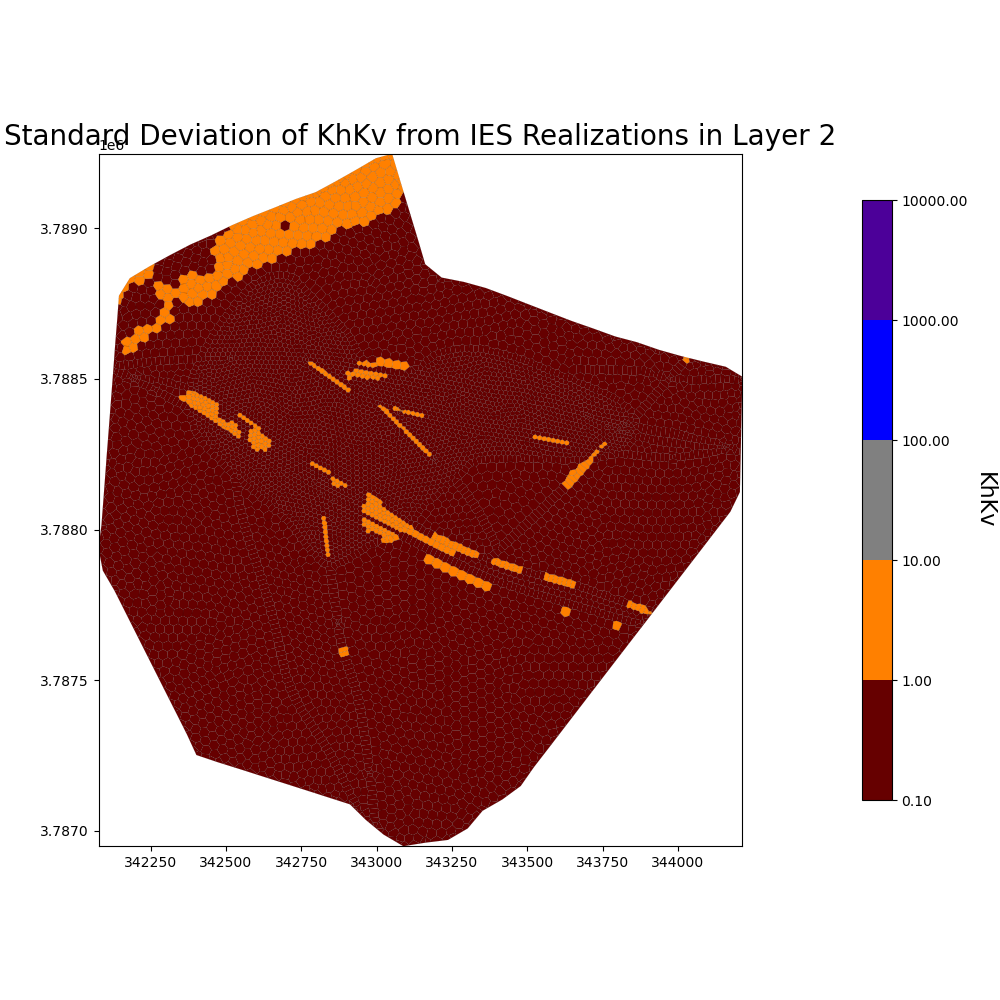 Standard Deviation of KhKv from IES Realizations in Layer 2
1e6
3.7890
3.7885
3.7880
3.7875
3.7870
342250 342500 342750 343000 343250 343500 343750 344000
10000.00
1000.00
100.00
10.00
1.00
0.10
KhKv